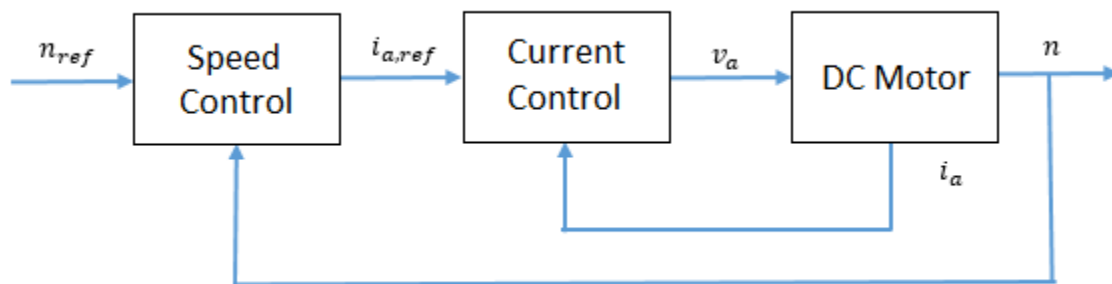 n_ref
Speed
Control
i_a,ref
Current
Control
v_a
DC Motor
n
i_a